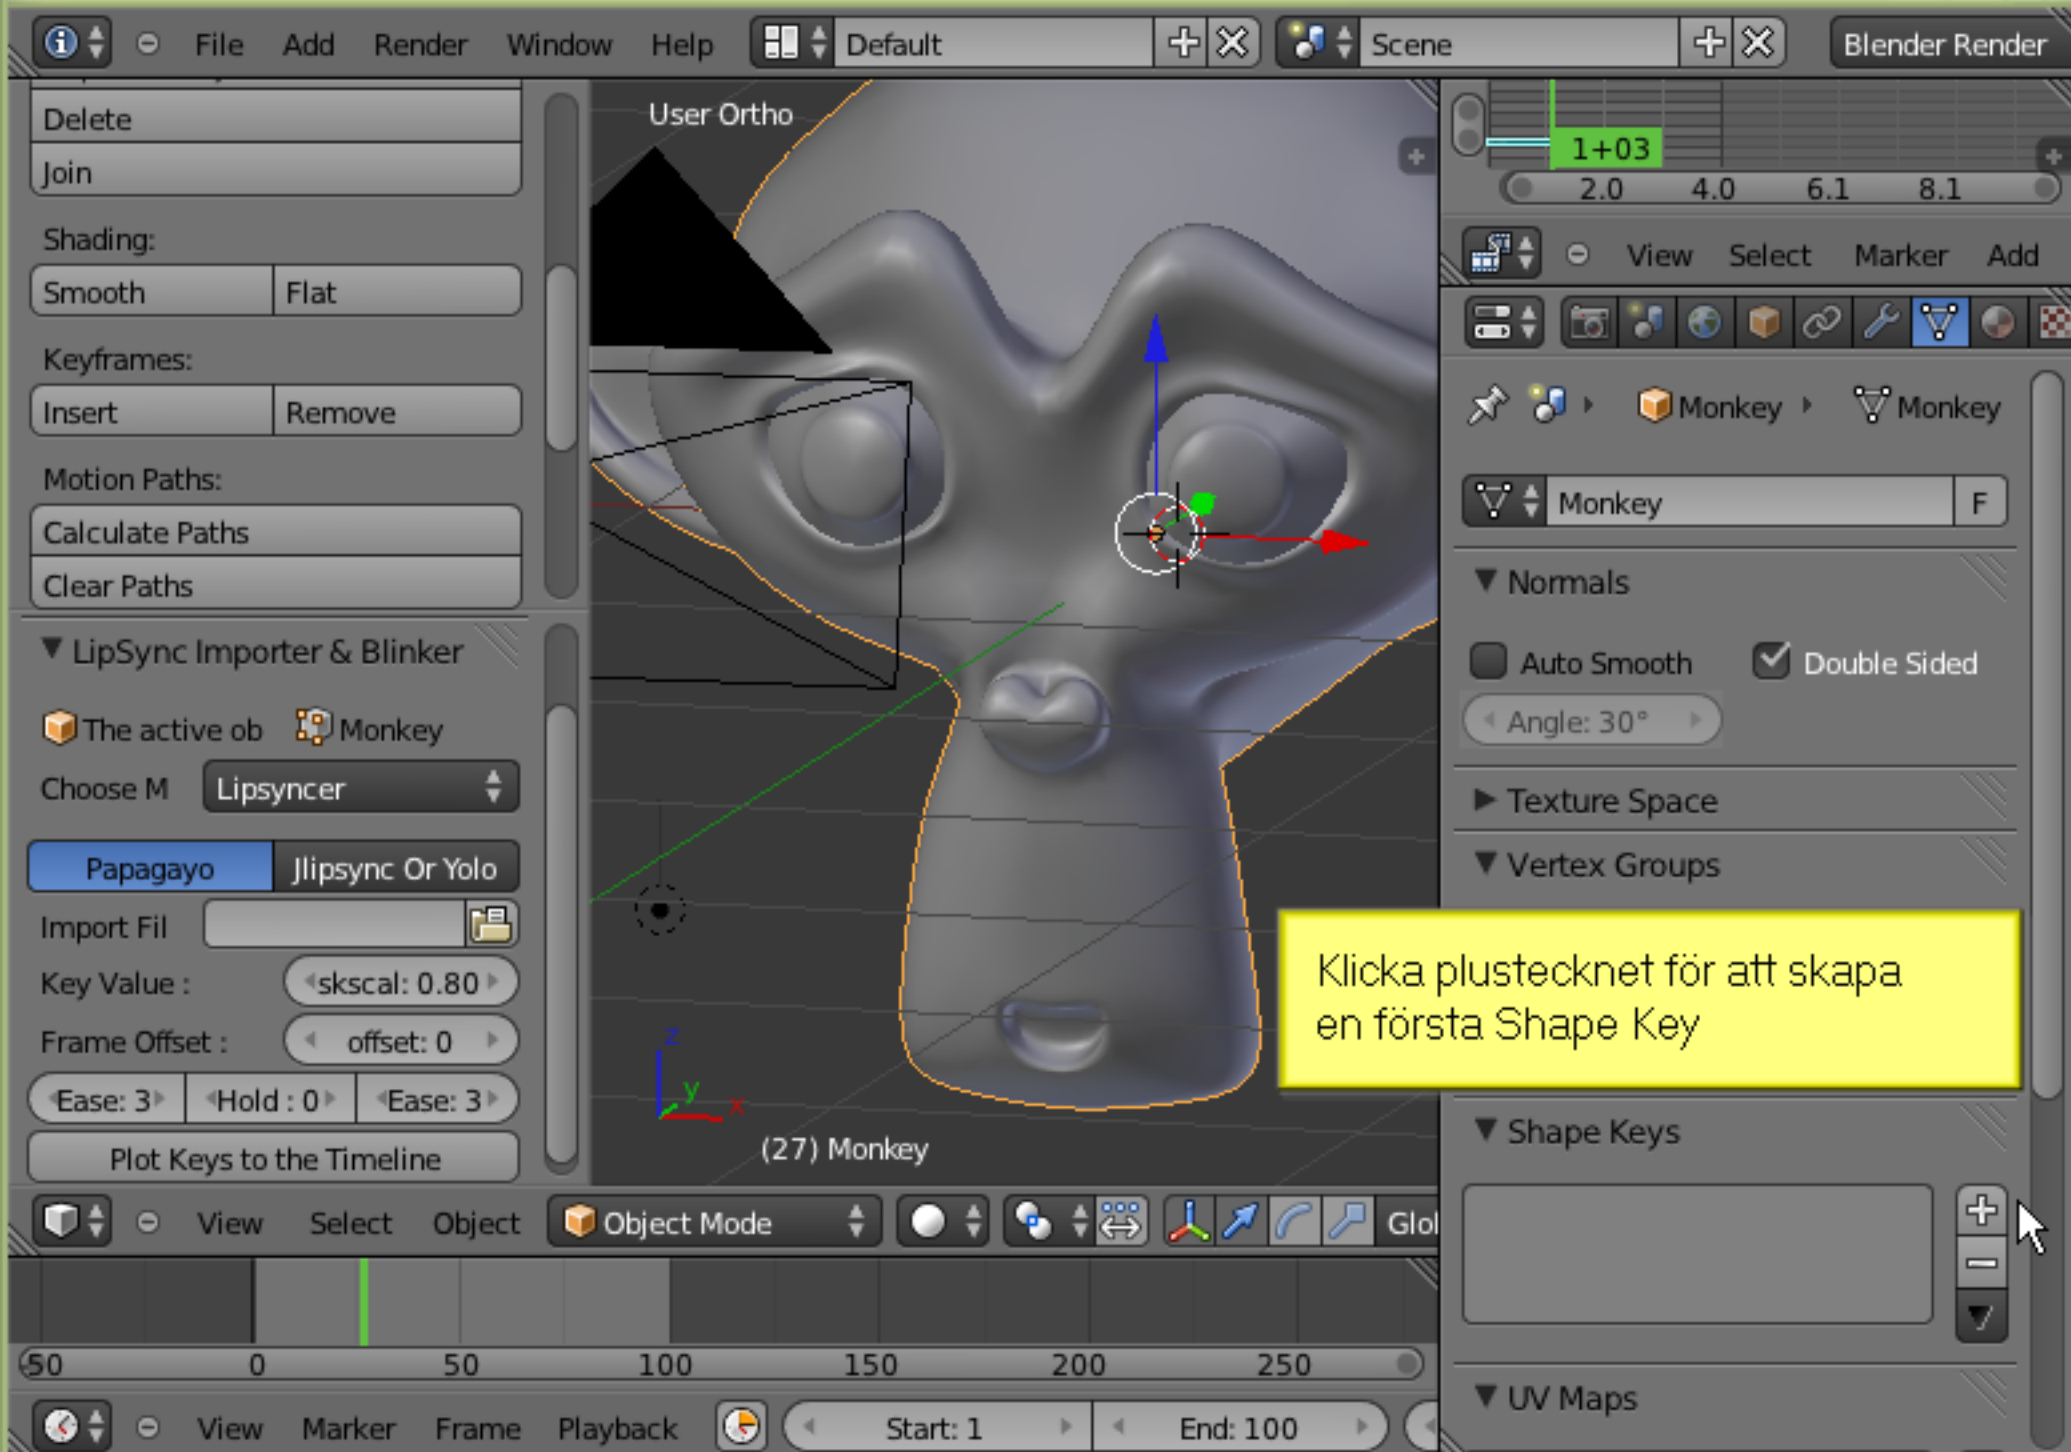 File Add Render Window Help Default Scene Blender Render
Delete
Join
Shading:
Smooth Flat
Keyframes:
Insert Remove
Motion Paths:
Calculate Paths
Clear Paths
LipSync Importer & Blinker
The active ob Monkey
Choose M Lipsyncer
Papagayo Jlipsync Or Yolo
Import Fil
Key Value : skscal: 0.80
Frame Offset : offset: 0
Ease: 3 Hold : 0 Ease: 3
Plot Keys to the Timeline
User Ortho
z
y
x
(27) Monkey
View Select Object Object Mode Glol
-50 0 50 100 150 200 250
View Marker Frame Playback Start: 1 End: 100
1+03
2.0 4.0 6.1 8.1
View Select Marker Add
Monkey Monkey
Monkey F
Normals
Auto Smooth Double Sided
Angle: 30°
Texture Space
Vertex Groups
Klicka plustecknet för att skapa
en första Shape Key
Shape Keys
UV Maps